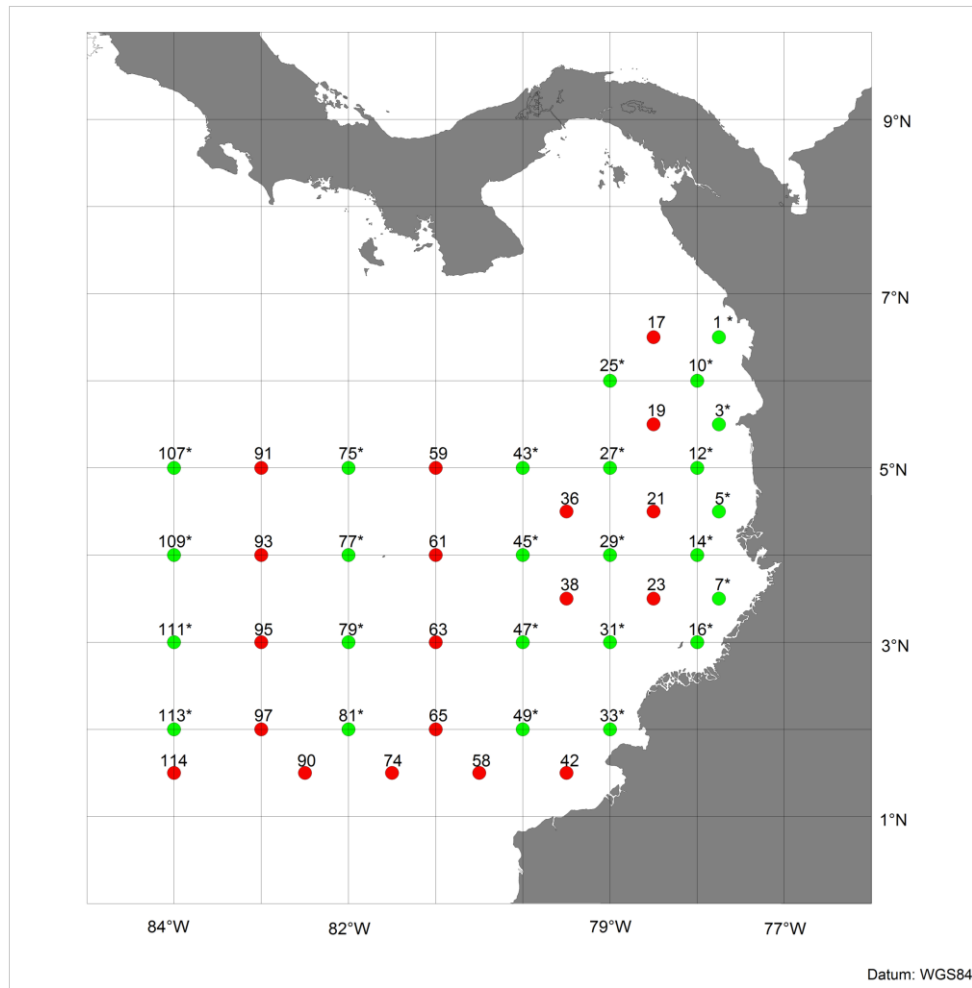 9°N
7°N
17 1 *
25* 10*
19 3*
107* 91 75* 59 43* 27* 12*
5°N
36 21 5*
109* 93 77* 61 45* 29* 14*
38 23 7*
111* 95 79* 63 47* 31* 16*
3°N
113* 97 81* 65 49* 33*
114 90 74 58 42
1°N
84°W 82°W 79°W 77°W
Datum: WGS84